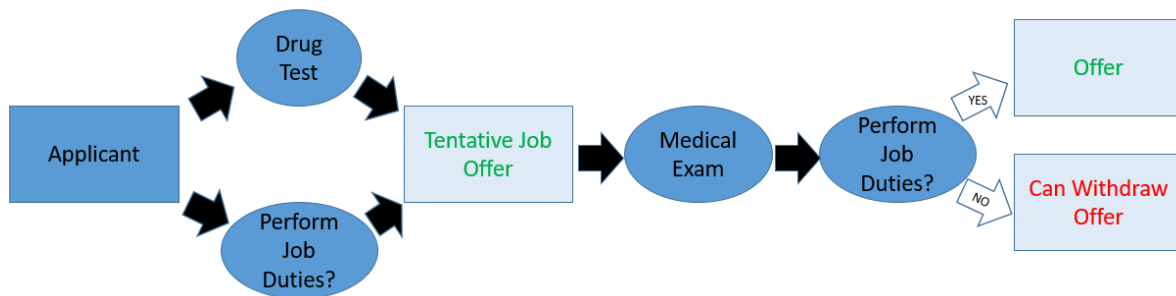 Applicant
Drug
Test
Perform
Job
Duties?
Tentative Job
Offer
Medical
Exam
Perform
Job
Duties?
YES
NO
Offer
Can Withdraw
Offer